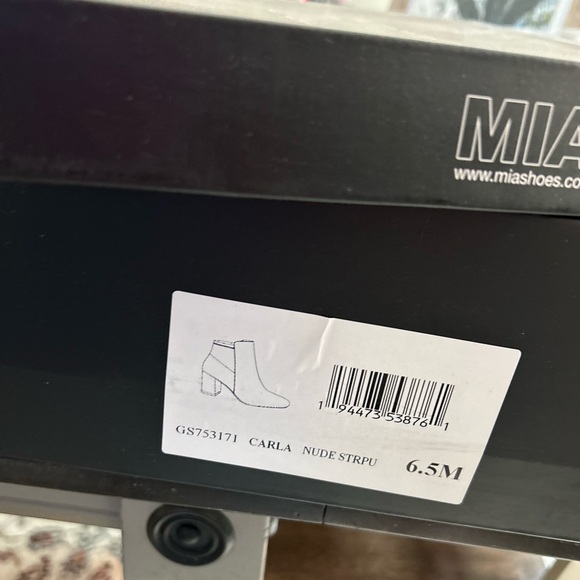 MIA
www.miashoes.co
1 94473 53876 1
GS753171 CARLA NUDE STRPU 6.5M